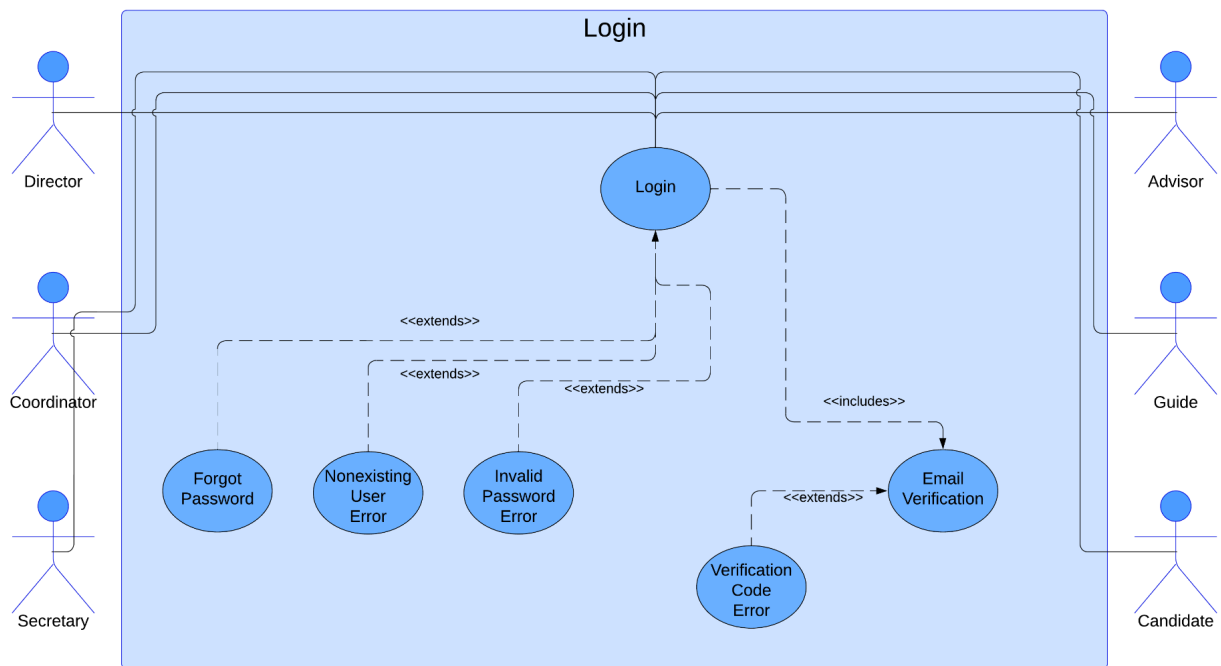 Login
Director
Advisor
Login
Coordinator
Guide
<<extends>>
<<extends>>
<<extends>>
<<includes>>
Forgot
Password
Nonexisting
User
Error
Invalid
Password
Error
Email
Verification
<<extends>>
Verification
Code
Error
Secretary
Candidate